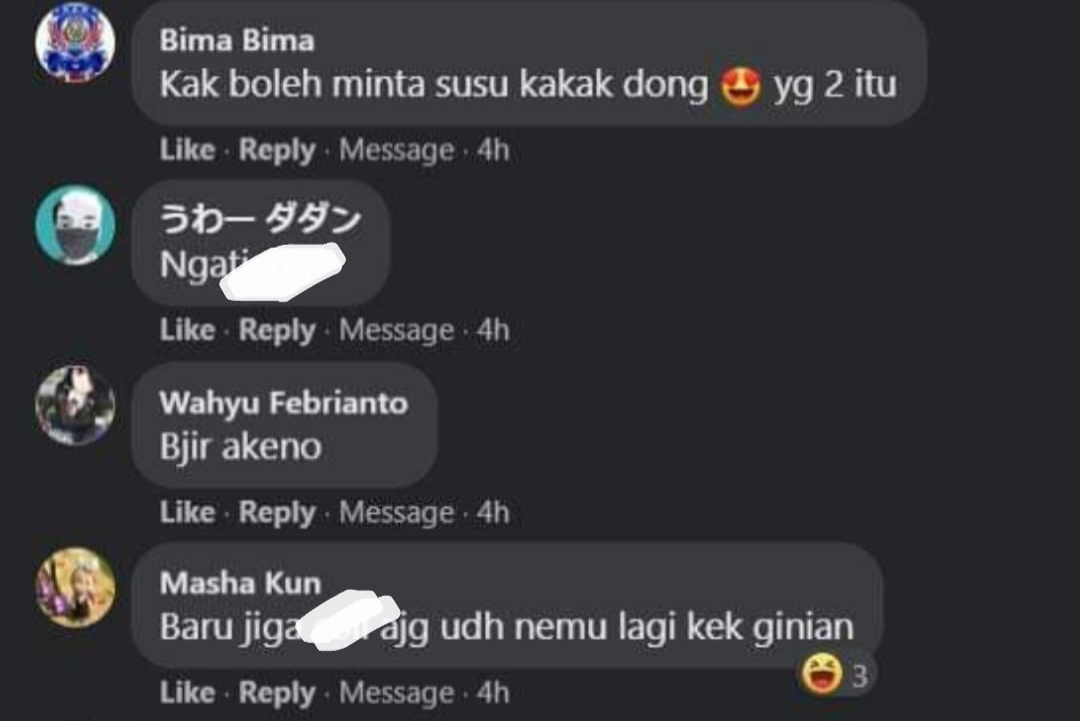 Bima Bima
Kak boleh minta susu kakak dong 😍 yg 2 itu
Like · Reply · Message · 4h
うわー ダダン
Like · Reply · Message · 4h
Wahyu Febrianto
Bjir akeno
Like · Reply · Message · 4h
Masha Kun
Baru ajg udh nemu lagi kek ginian
😆 3
Like · Reply · Message · 4h